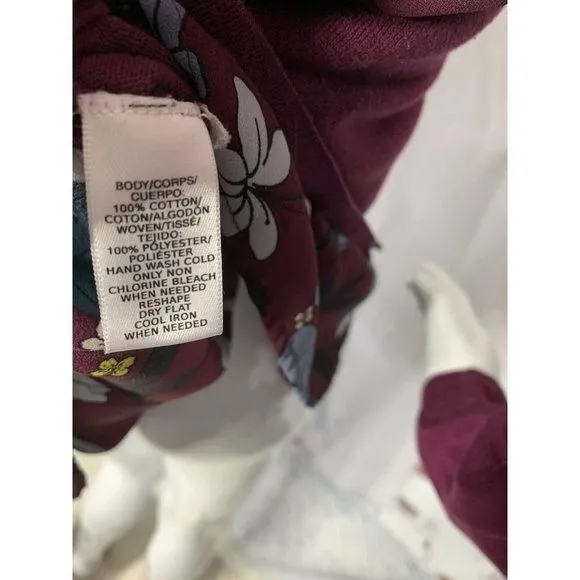 BODY/CORPS/
CUERPO:
100% COTTON/
COTON/ALGODÓN
WOVEN/TISSÉ/
TEJIDO:
100% POLYESTER/
POLIÉSTER
HAND WASH COLD
ONLY NON
CHLORINE BLEACH
WHEN NEEDED
RESHAPE
DRY FLAT
COOL IRON
WHEN NEEDED